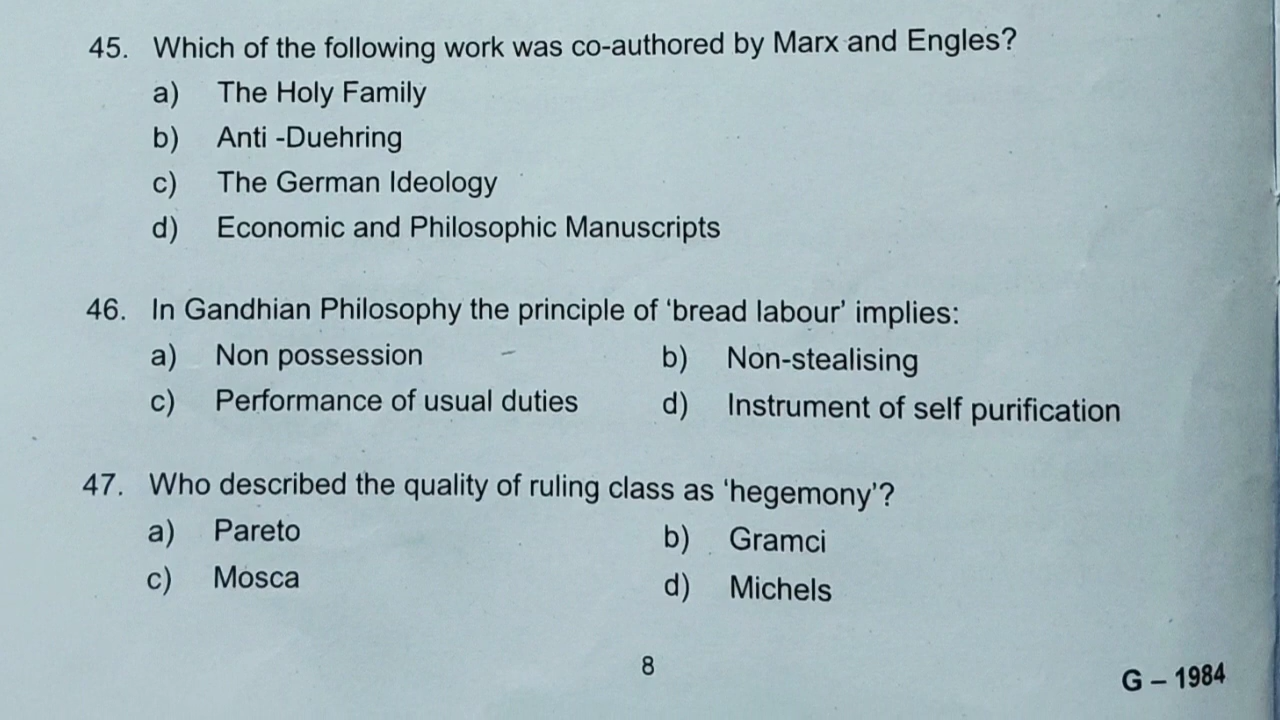 45. Which of the following work was co-authored by Marx and Engles?
a) The Holy Family
b) Anti -Duehring
c) The German Ideology
d) Economic and Philosophic Manuscripts
46. In Gandhian Philosophy the principle of 'bread labour' implies:
a) Non possession b) Non-stealising
c) Performance of usual duties d) Instrument of self purification
47. Who described the quality of ruling class as 'hegemony'?
a) Pareto b) Gramci
c) Mosca d) Michels
8
G – 1984